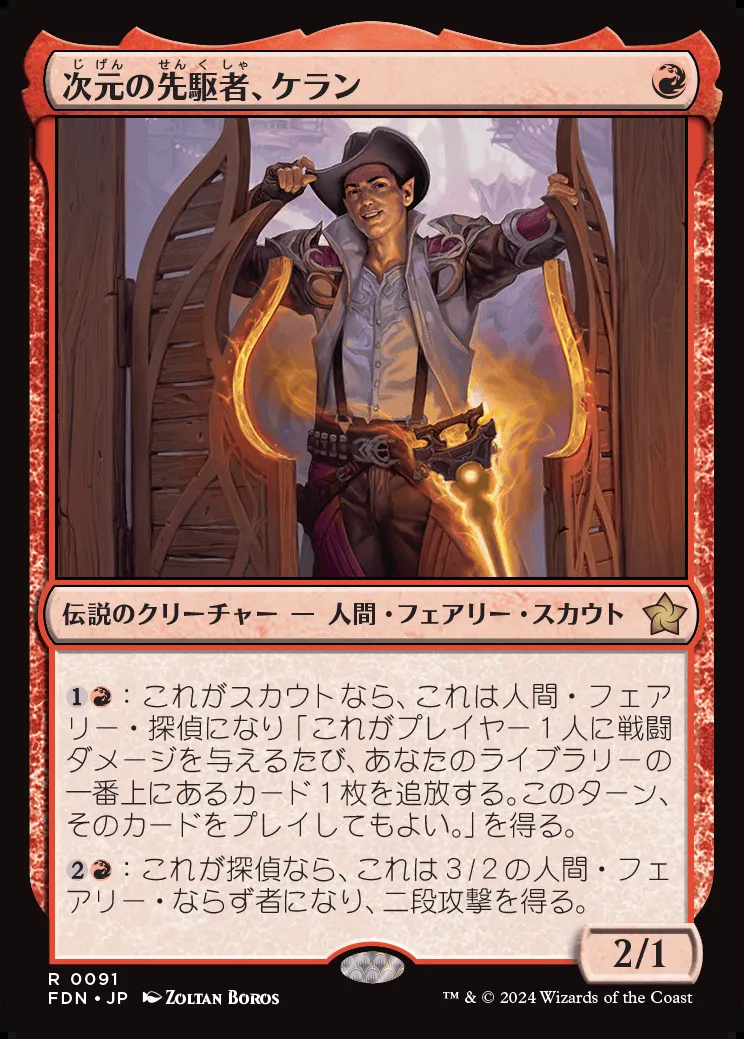 じげん せんくしゃ
次元の先駆者、ケラン
伝説のクリーチャー — 人間・フェアリー・スカウト
1：これがスカウトなら、これは人間・フェア
リー・探偵になり「これがプレイヤー１人に戦闘
ダメージを与えるたび、あなたのライブラリーの
一番上にあるカード１枚を追放する。このターン、
そのカードをプレイしてもよい。」を得る。
2：これが探偵なら、これは３/２の人間・フェ
アリー・ならず者になり、二段攻撃を得る。
2/1
R 0091
FDN • JP ZOLTAN BOROS
™ & © 2024 Wizards of the Coast